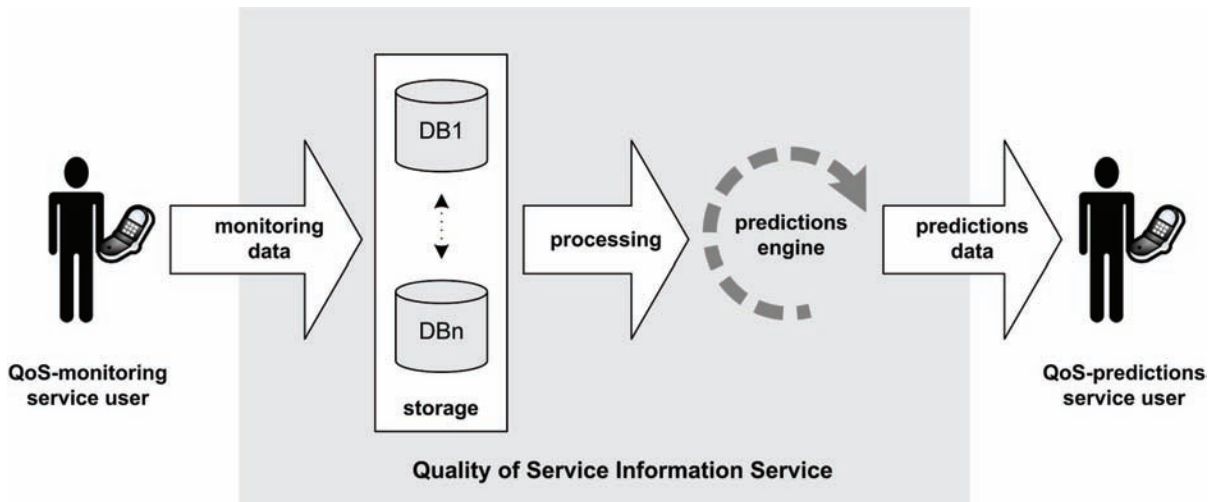 DB1
DBn
storage
monitoring
data
processing
predictions
engine
predictions
data
QoS-monitoring
service user
QoS-predictions
service user
Quality of Service Information Service